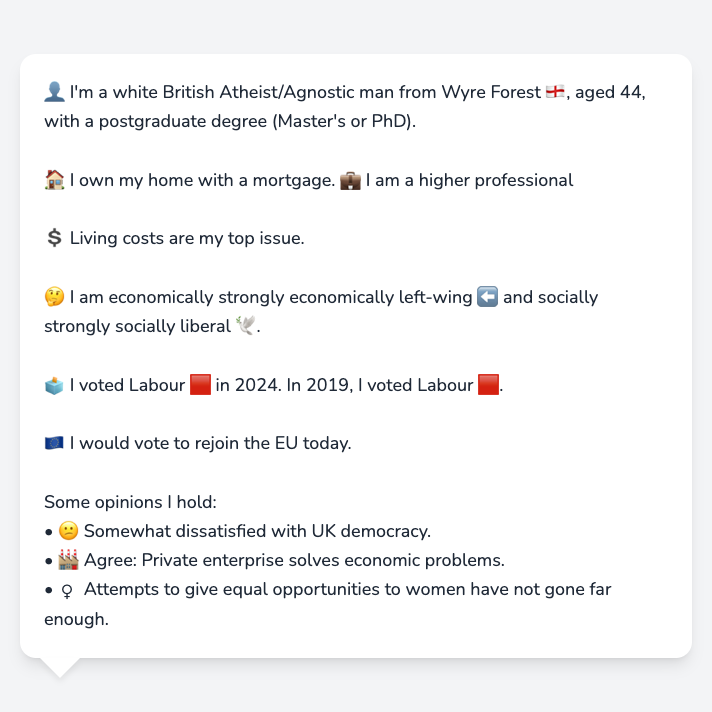 👤 I'm a white British Atheist/Agnostic man from Wyre Forest 🏴󠁧󠁢󠁥󠁮󠁧󠁿, aged 44,
with a postgraduate degree (Master's or PhD).
🏠 I own my home with a mortgage. 💼 I am a higher professional
💲 Living costs are my top issue.
🤔 I am economically strongly economically left-wing ⬅️ and socially
strongly socially liberal 🕊️.
🗳️ I voted Labour 🟥 in 2024. In 2019, I voted Labour 🟥.
🇪🇺 I would vote to rejoin the EU today.
Some opinions I hold:
• 😕 Somewhat dissatisfied with UK democracy.
• 🏭 Agree: Private enterprise solves economic problems.
• ♀ Attempts to give equal opportunities to women have not gone far
enough.